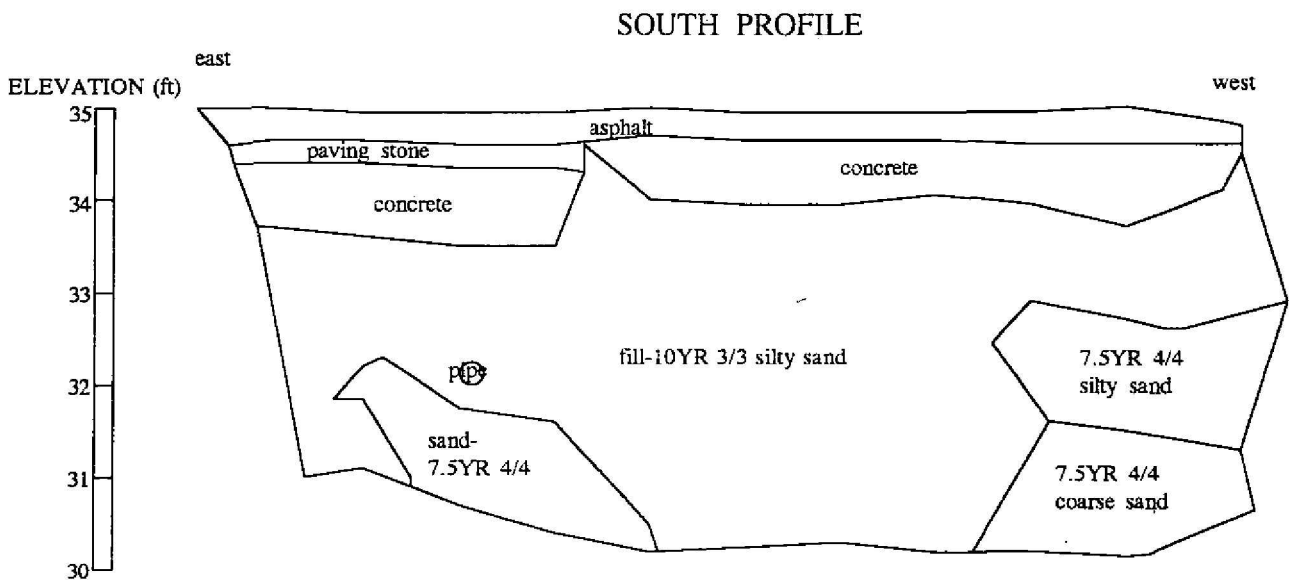 SOUTH PROFILE
east
west
ELEVATION (ft)
35
34
33
32
31
30
asphalt
paving stone
concrete
concrete
fill-10YR 3/3 silty sand
pipe
sand-
7.5YR 4/4
7.5YR 4/4
silty sand
7.5YR 4/4
coarse sand